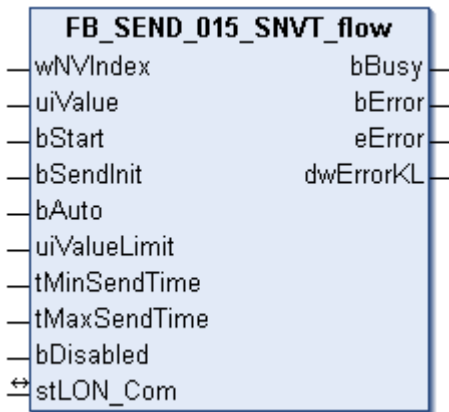 FB_SEND_015_SNVT_flow
wNVIndex bBusy
uiValue bError
bStart eError
bSendInit dwErrorKL
bAuto
uiValueLimit
tMinSendTime
tMaxSendTime
bDisabled
stLON_Com